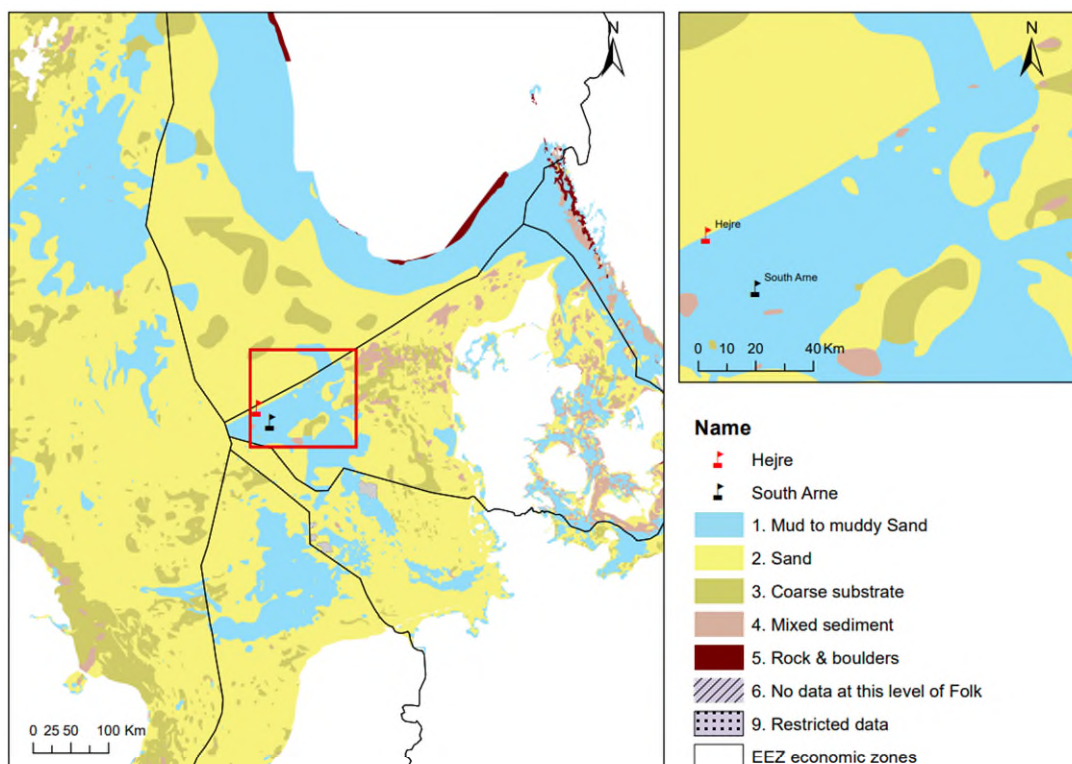 N
0 25 50 100 Km
N
Hejre
South Arne
0 20 40 Km
Name
Hejre
South Arne
1. Mud to muddy Sand
2. Sand
3. Coarse substrate
4. Mixed sediment
5. Rock & boulders
6. No data at this level of Folk
9. Restricted data
EEZ economic zones